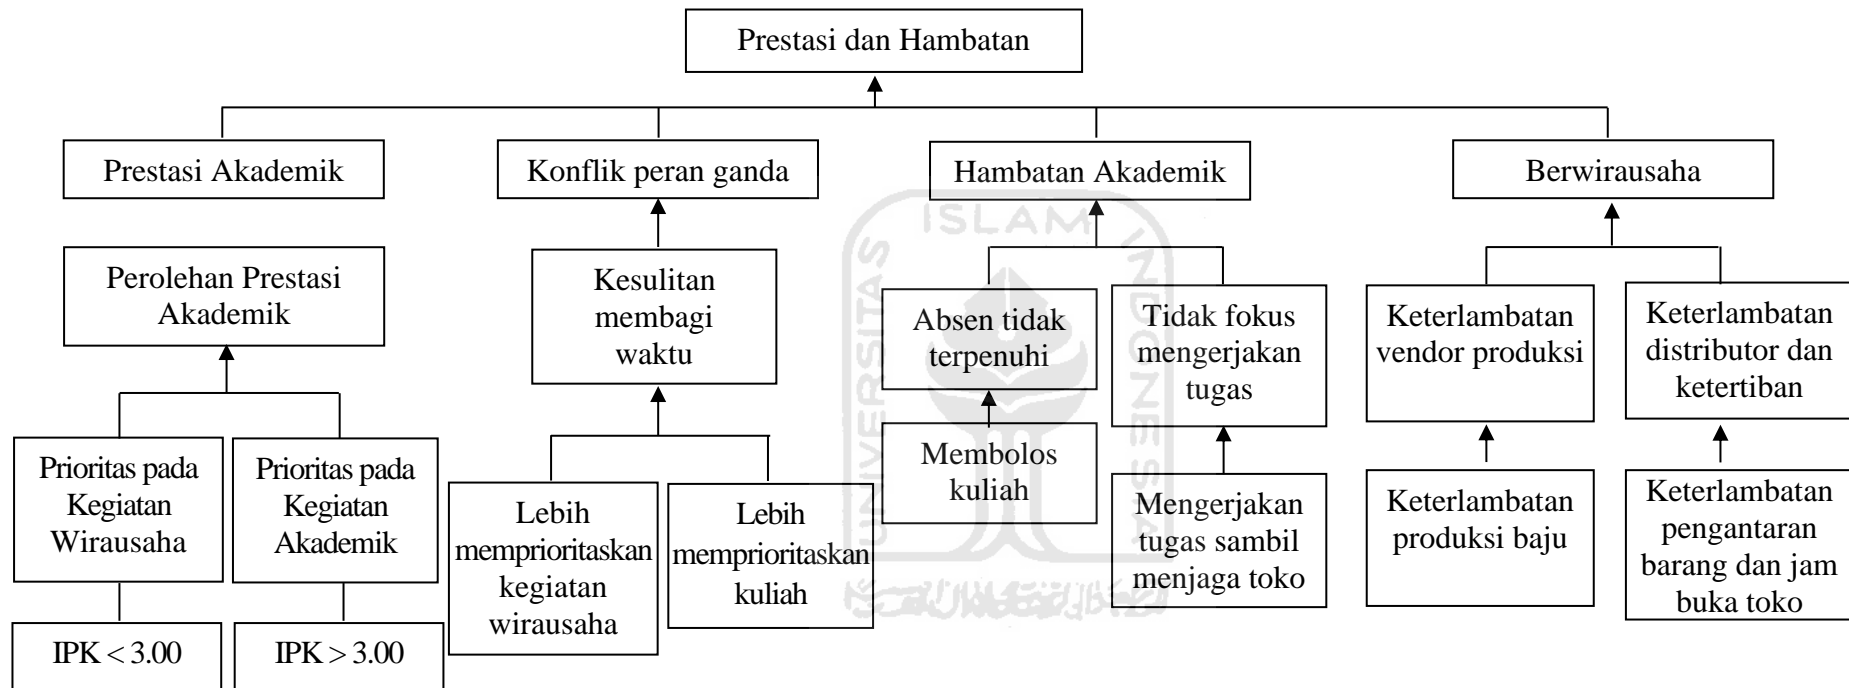 Prestasi dan Hambatan
Prestasi Akademik
Konflik peran ganda
Hambatan Akademik
Berwirausaha
Perolehan Prestasi
Akademik
Kesulitan
membagi
waktu
Absen tidak
terpenuhi
Tidak fokus
mengerjakan
tugas
Keterlambatan
vendor produksi
Keterlambatan
distributor dan
ketertiban
Prioritas pada
Kegiatan
Wirausaha
Prioritas pada
Kegiatan
Akademik
Lebih
memprioritaskan
kegiatan
wirausaha
Lebih
memprioritaskan
kuliah
Membolos
kuliah
Mengerjakan
tugas sambil
menjaga toko
Keterlambatan
produksi baju
Keterlambatan
pengantaran
barang dan jam
buka toko
IPK < 3.00
IPK > 3.00
UNIVERSITAS
ISLAM
INDONESIA